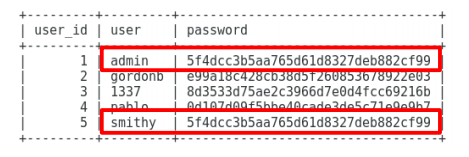 user_id | user | password
1 | admin | 5f4dcc3b5aa765d61d8327deb882cf99
2 | gordonb | e99a18c428cb38d5f260853678922e03
3 | 1337 | 8d3533d75ae2c3966d7e0d4fcc69216b
4 | pablo | 0d107d09f5bbe40cade3de5c71e9e9b7
5 | smithy | 5f4dcc3b5aa765d61d8327deb882cf99